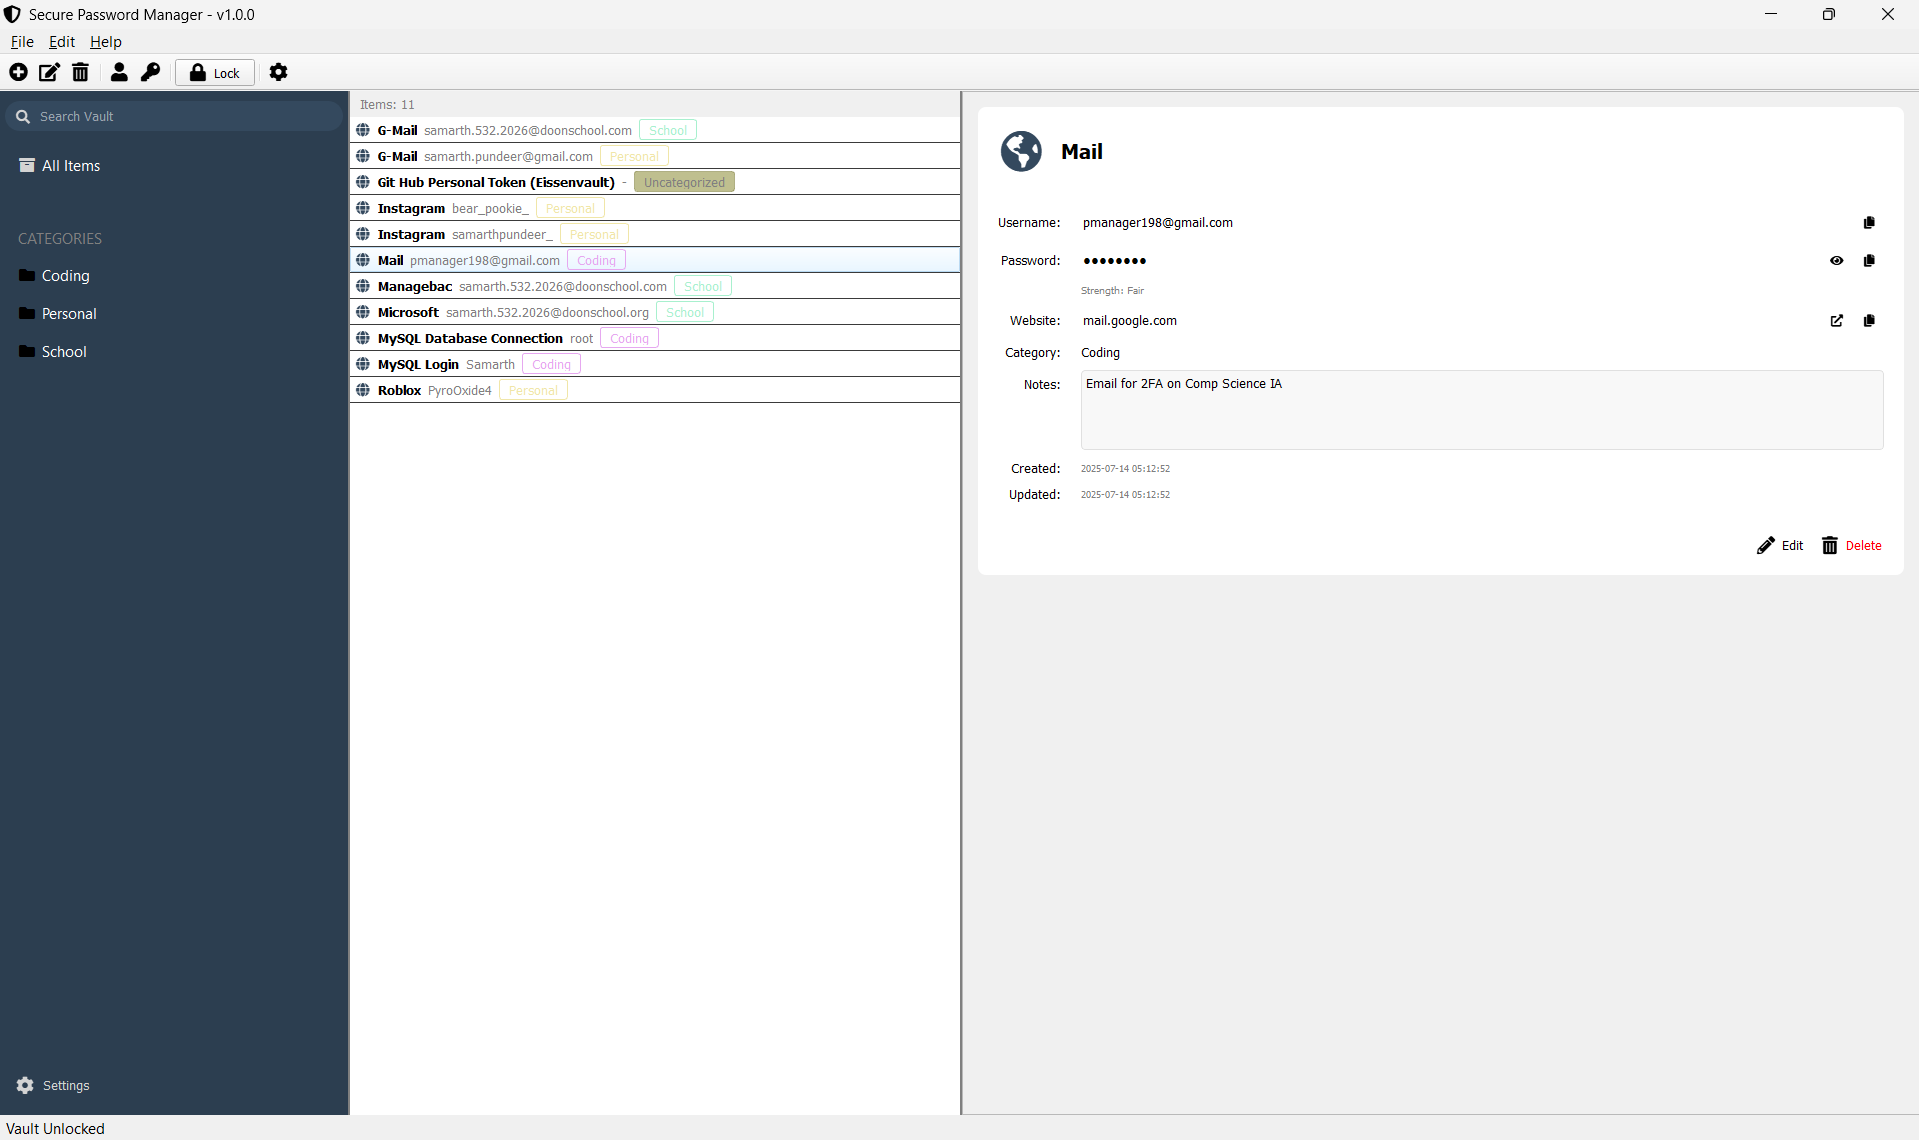 Secure Password Manager - v1.0.0
File Edit Help
Lock
Search Vault
All Items
CATEGORIES
Coding
Personal
School
Settings
Items: 11
G-Mail samarth.532.2026@doonschool.com School
G-Mail samarth.pundeer@gmail.com Personal
Git Hub Personal Token (Eissenvault) - Uncategorized
Instagram bear_pookie_ Personal
Instagram samarthpundeer_ Personal
Mail pmanager198@gmail.com Coding
Managebac samarth.532.2026@doonschool.com School
Microsoft samarth.532.2026@doonschool.org School
MySQL Database Connection root Coding
MySQL Login Samarth Coding
Roblox PyroOxide4 Personal
Mail
Username: pmanager198@gmail.com
Password: ●●●●●●●●
Strength: Fair
Website: mail.google.com
Category: Coding
Notes: Email for 2FA on Comp Science IA
Created: 2025-07-14 05:12:52
Updated: 2025-07-14 05:12:52
Edit Delete
Vault Unlocked